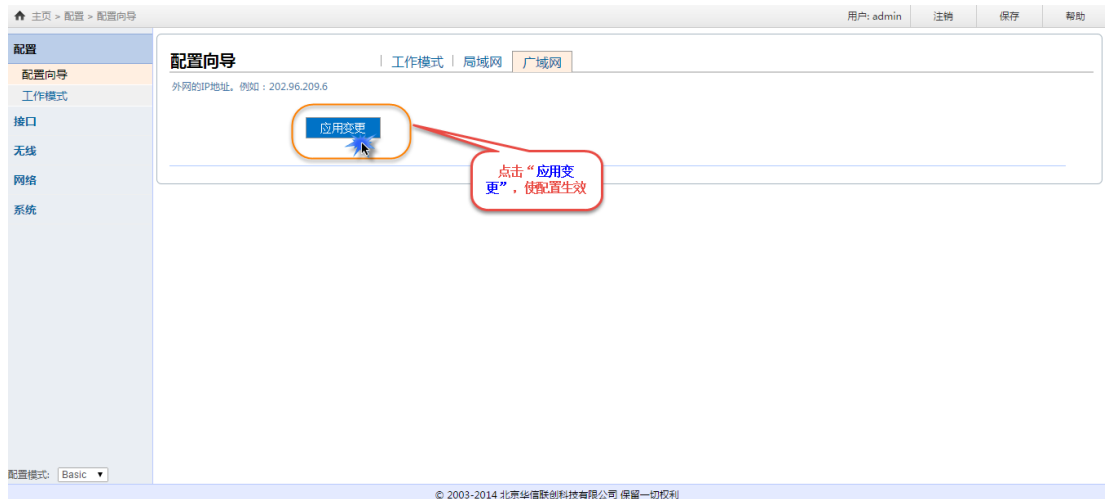 主页 > 配置 > 配置向导
用户: admin
注销
保存
帮助
配置
配置向导
工作模式
接口
无线
网络
系统
配置向导
工作模式
局域网
广域网
外网的IP地址。例如：202.96.209.6
应用变更
点击“应用变
更”，使配置生效
配置模式: Basic
© 2003-2014 北京华信联创科技有限公司 保留一切权利